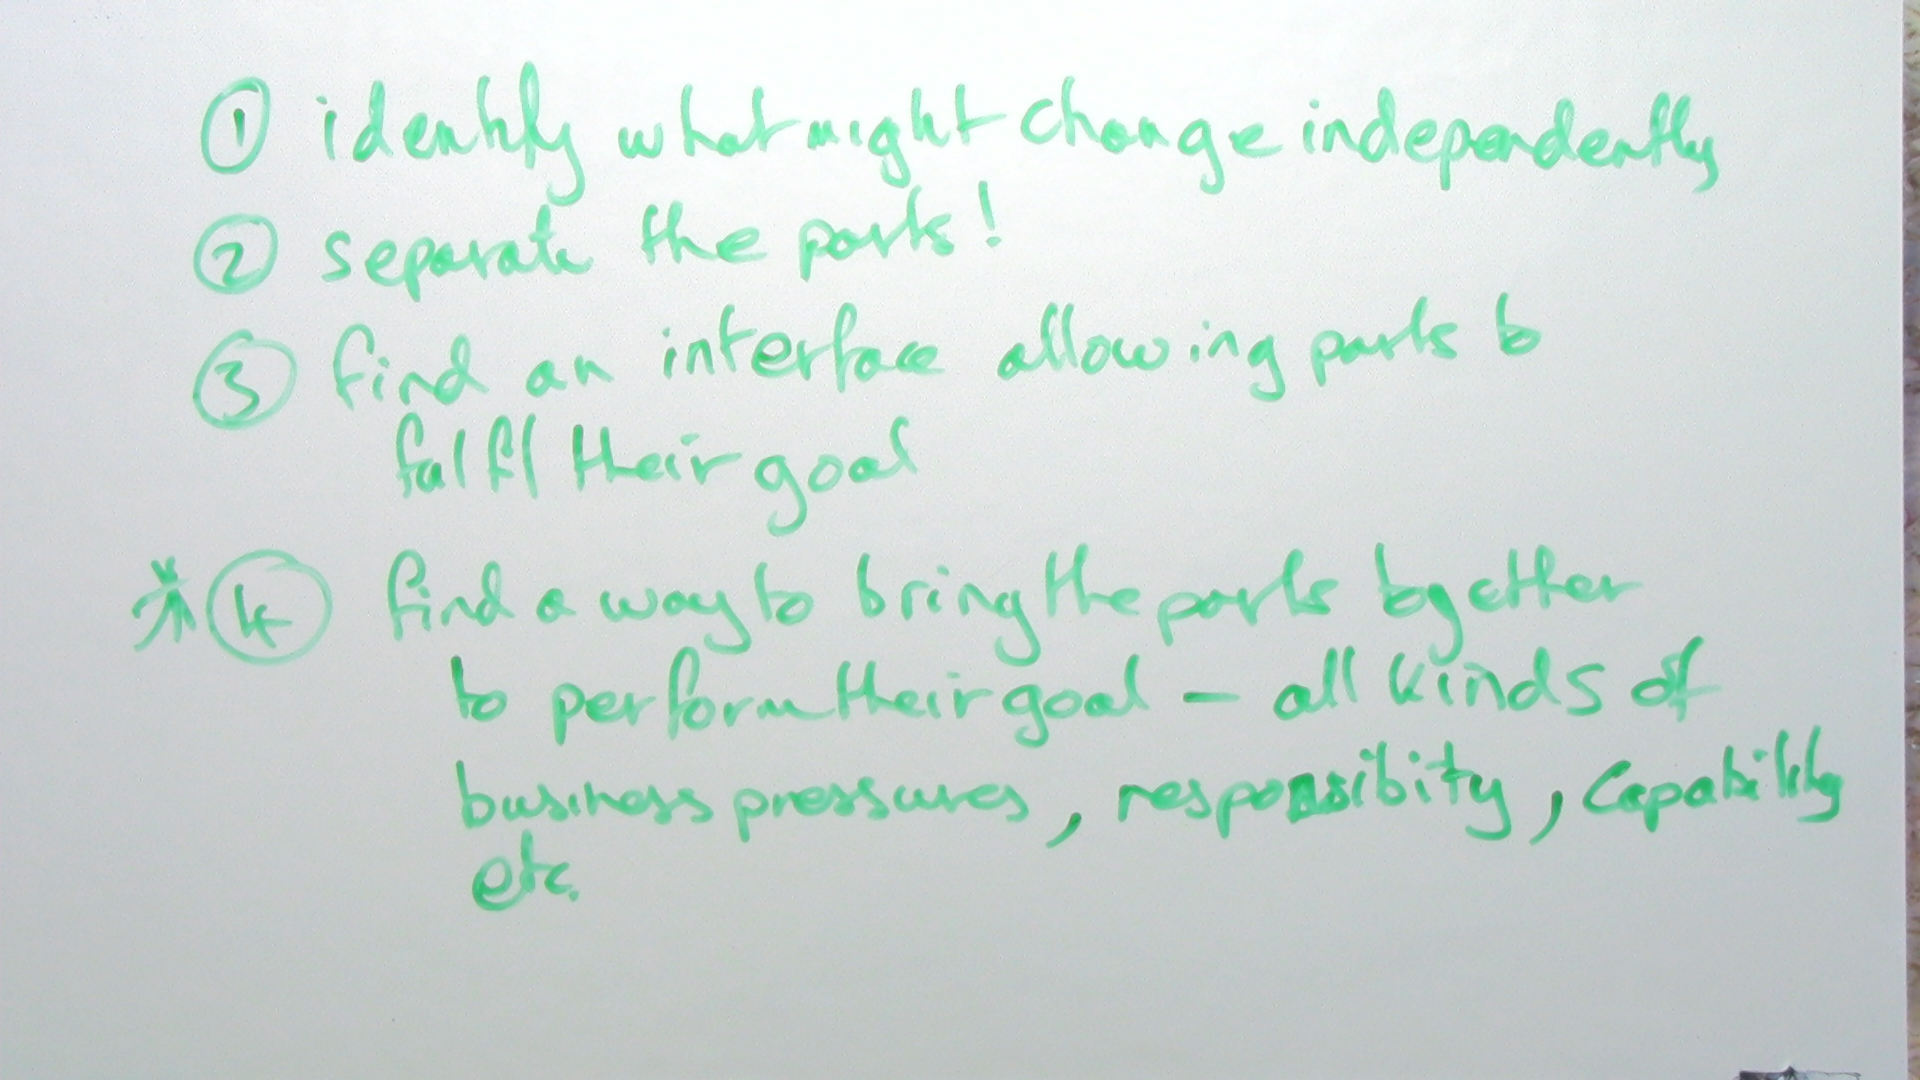 ① identify what might change independently
② separate the parts!
③ find an interface allowing parts to
fulfil their goal
* ④ find a way to bring the parts together
to perform their goal – all kinds of
business pressures, responsibity, capability
etc.